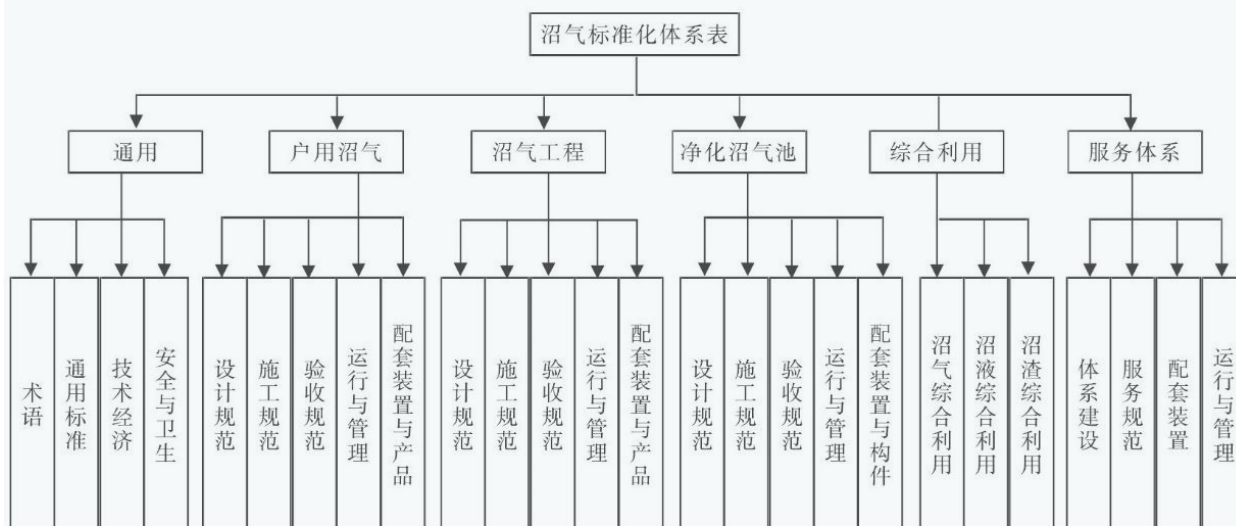 沼气标准化体系表
通用
户用沼气
沼气工程
净化沼气池
综合利用
服务体系
术语
通用标准
技术经济
安全与卫生
设计规范
施工规范
验收规范
运行与管理
配套装置与产品
设计规范
施工规范
验收规范
运行与管理
配套装置与产品
设计规范
施工规范
验收规范
运行与管理
配套装置与构件
沼气综合利用
沼液综合利用
沼渣综合利用
体系建设
服务规范
配套装置
运行与管理